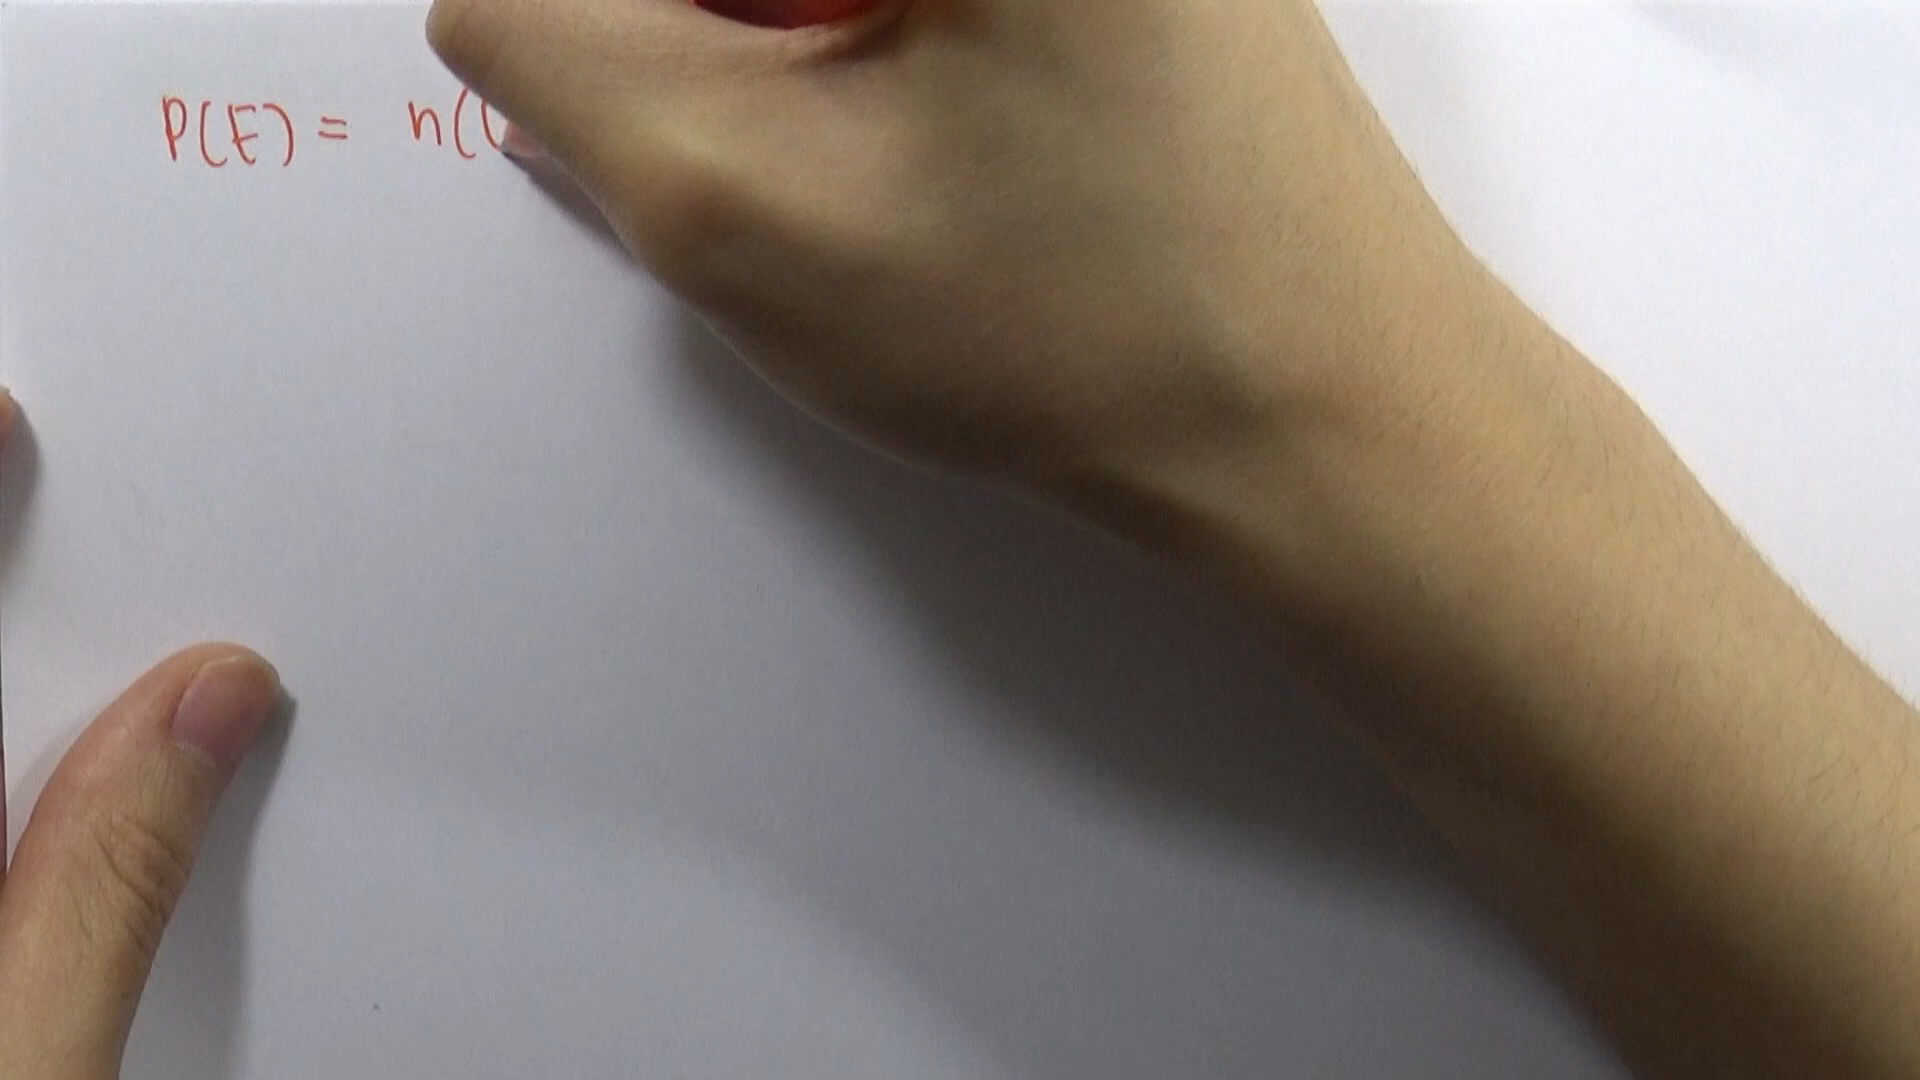 P(E) = n(